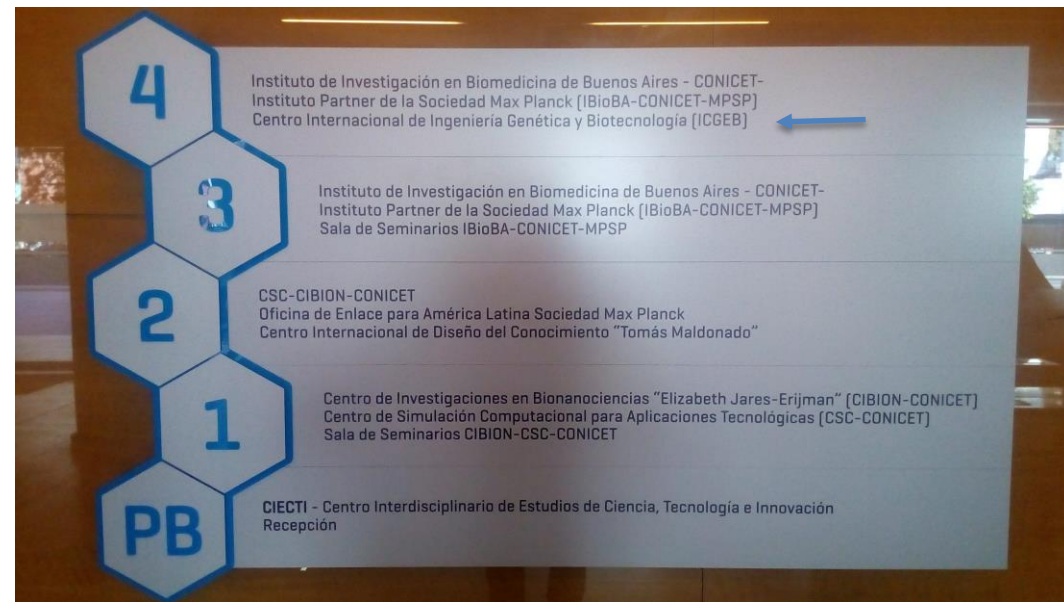 4
Instituto de Investigación en Biomedicina de Buenos Aires - CONICET-
Instituto Partner de la Sociedad Max Planck [IBioBA-CONICET-MPSP]
Centro Internacional de Ingeniería Genética y Biotecnología [ICGEB]
3
Instituto de Investigación en Biomedicina de Buenos Aires - CONICET-
Instituto Partner de la Sociedad Max Planck [IBioBA-CONICET-MPSP]
Sala de Seminarios IBioBA-CONICET-MPSP
2
CSC-CIBION-CONICET
Oficina de Enlace para América Latina Sociedad Max Planck
Centro Internacional de Diseño del Conocimiento "Tomás Maldonado"
1
Centro de Investigaciones en Bionanociencias "Elizabeth Jares-Erijman" [CIBION-CONICET]
Centro de Simulación Computacional para Aplicaciones Tecnológicas [CSC-CONICET]
Sala de Seminarios CIBION-CSC-CONICET
PB
CIECTI - Centro Interdisciplinario de Estudios de Ciencia, Tecnología e Innovación
Recepción